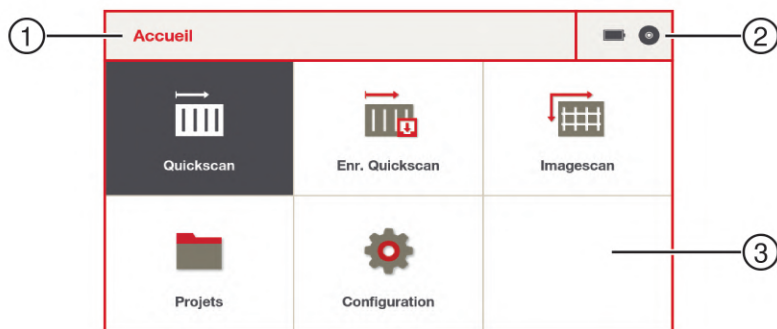 1
Accueil
2
Quickscan
Enr. Quickscan
Imagescan
3
Projets
Configuration